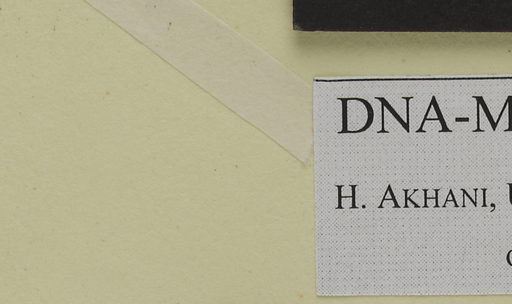 DNA-M
H. AKHANI, U